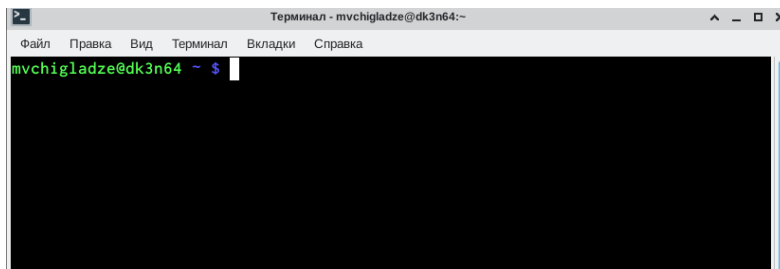 Терминал - mvchigladze@dk3n64:~
Файл Правка Вид Терминал Вкладки Справка
mvchigladze@dk3n64 ~ $